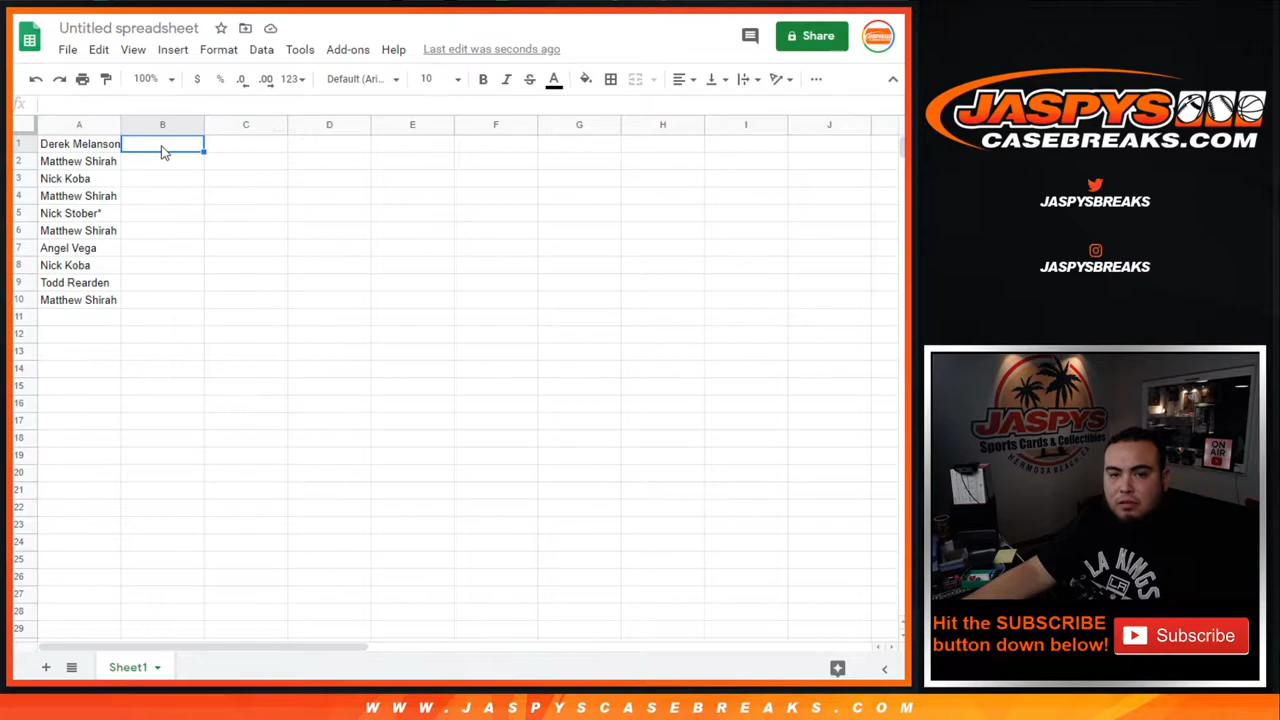 Untitled spreadsheet
File Edit View Insert Format Data Tools Add-ons Help Last edit was seconds ago
Share
100% $ % .0 .00 123 Default (Ari... 10 B I S A
fx
A B C D E F G H I J
1 Derek Melanson
2 Matthew Shirah
3 Nick Koba
4 Matthew Shirah
5 Nick Stober*
6 Matthew Shirah
7 Angel Vega
8 Nick Koba
9 Todd Rearden
10 Matthew Shirah
11
12
13
14
15
16
17
18
19
20
21
22
23
24
25
26
27
28
29
Sheet1
JASPYS
CASEBREAKS.COM
JASPYSBREAKS
JASPYSBREAKS
JASPYS
Sports Cards & Collectibles
HERMOSA BEACH, CA
ON AIR
LA KINGS
LA
Hit the SUBSCRIBE
button down below!
Subscribe
WWW.JASPYSCASEBREAKS.COM